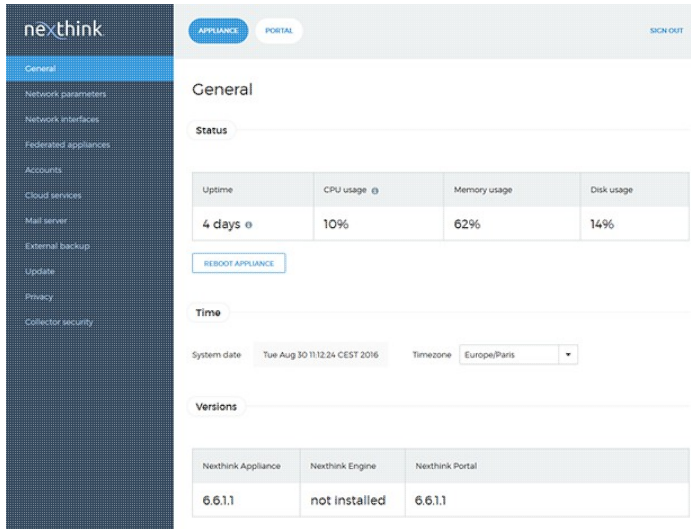 nexthink
APPLIANCE
PORTAL
SIGN OUT
General
Network parameters
Network interfaces
Federated appliances
Accounts
Cloud services
Mail server
External backup
Update
Privacy
Collector security
General
Status
Uptime CPU usage Memory usage Disk usage
4 days 10% 62% 14%
REBOOT APPLIANCE
Time
System date Tue Aug 30 11:12:24 CEST 2016 Timezone Europe/Paris
Versions
Nexthink Appliance Nexthink Engine Nexthink Portal
6.6.1.1 not installed 6.6.1.1